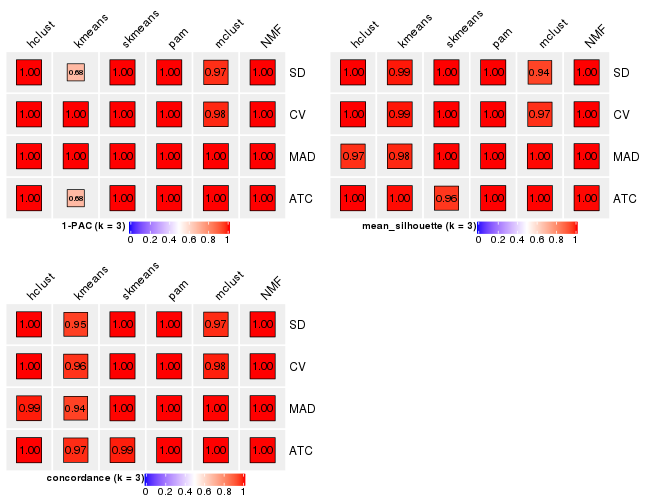 hclust kmeans skmeans pam mclust NMF
1.00 0.68 1.00 1.00 0.97 1.00 SD
1.00 1.00 1.00 1.00 0.98 1.00 CV
1.00 1.00 1.00 1.00 1.00 1.00 MAD
1.00 0.68 1.00 1.00 1.00 1.00 ATC
1-PAC (k = 3)
0 0.2 0.4 0.6 0.8 1
hclust kmeans skmeans pam mclust NMF
1.00 0.99 1.00 1.00 0.94 1.00 SD
1.00 0.99 1.00 1.00 0.97 1.00 CV
0.97 0.98 1.00 1.00 1.00 1.00 MAD
1.00 1.00 0.96 1.00 1.00 1.00 ATC
mean_silhouette (k = 3)
0 0.2 0.4 0.6 0.8 1
hclust kmeans skmeans pam mclust NMF
1.00 0.95 1.00 1.00 0.97 1.00 SD
1.00 0.96 1.00 1.00 0.98 1.00 CV
0.99 0.94 1.00 1.00 1.00 1.00 MAD
1.00 0.97 0.99 1.00 1.00 1.00 ATC
concordance (k = 3)
0 0.2 0.4 0.6 0.8 1